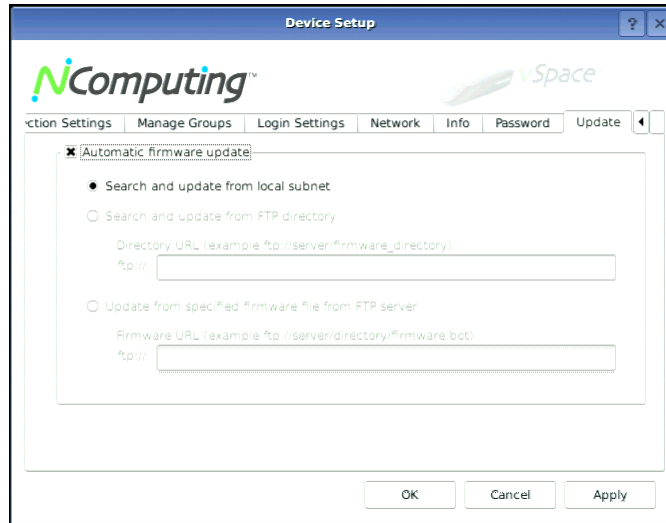 Device Setup
? ×
NComputing™
vSpace
ction Settings Manage Groups Login Settings Network Info Password Update
Automatic firmware update
Search and update from local subnet
Search and update from FTP directory
Directory URL (example ftp://server/firmware_directory)
ftp://
Update from specified firmware file from FTP server
Firmware URL (example ftp://server/directory/firmware.bot)
ftp://
OK Cancel Apply